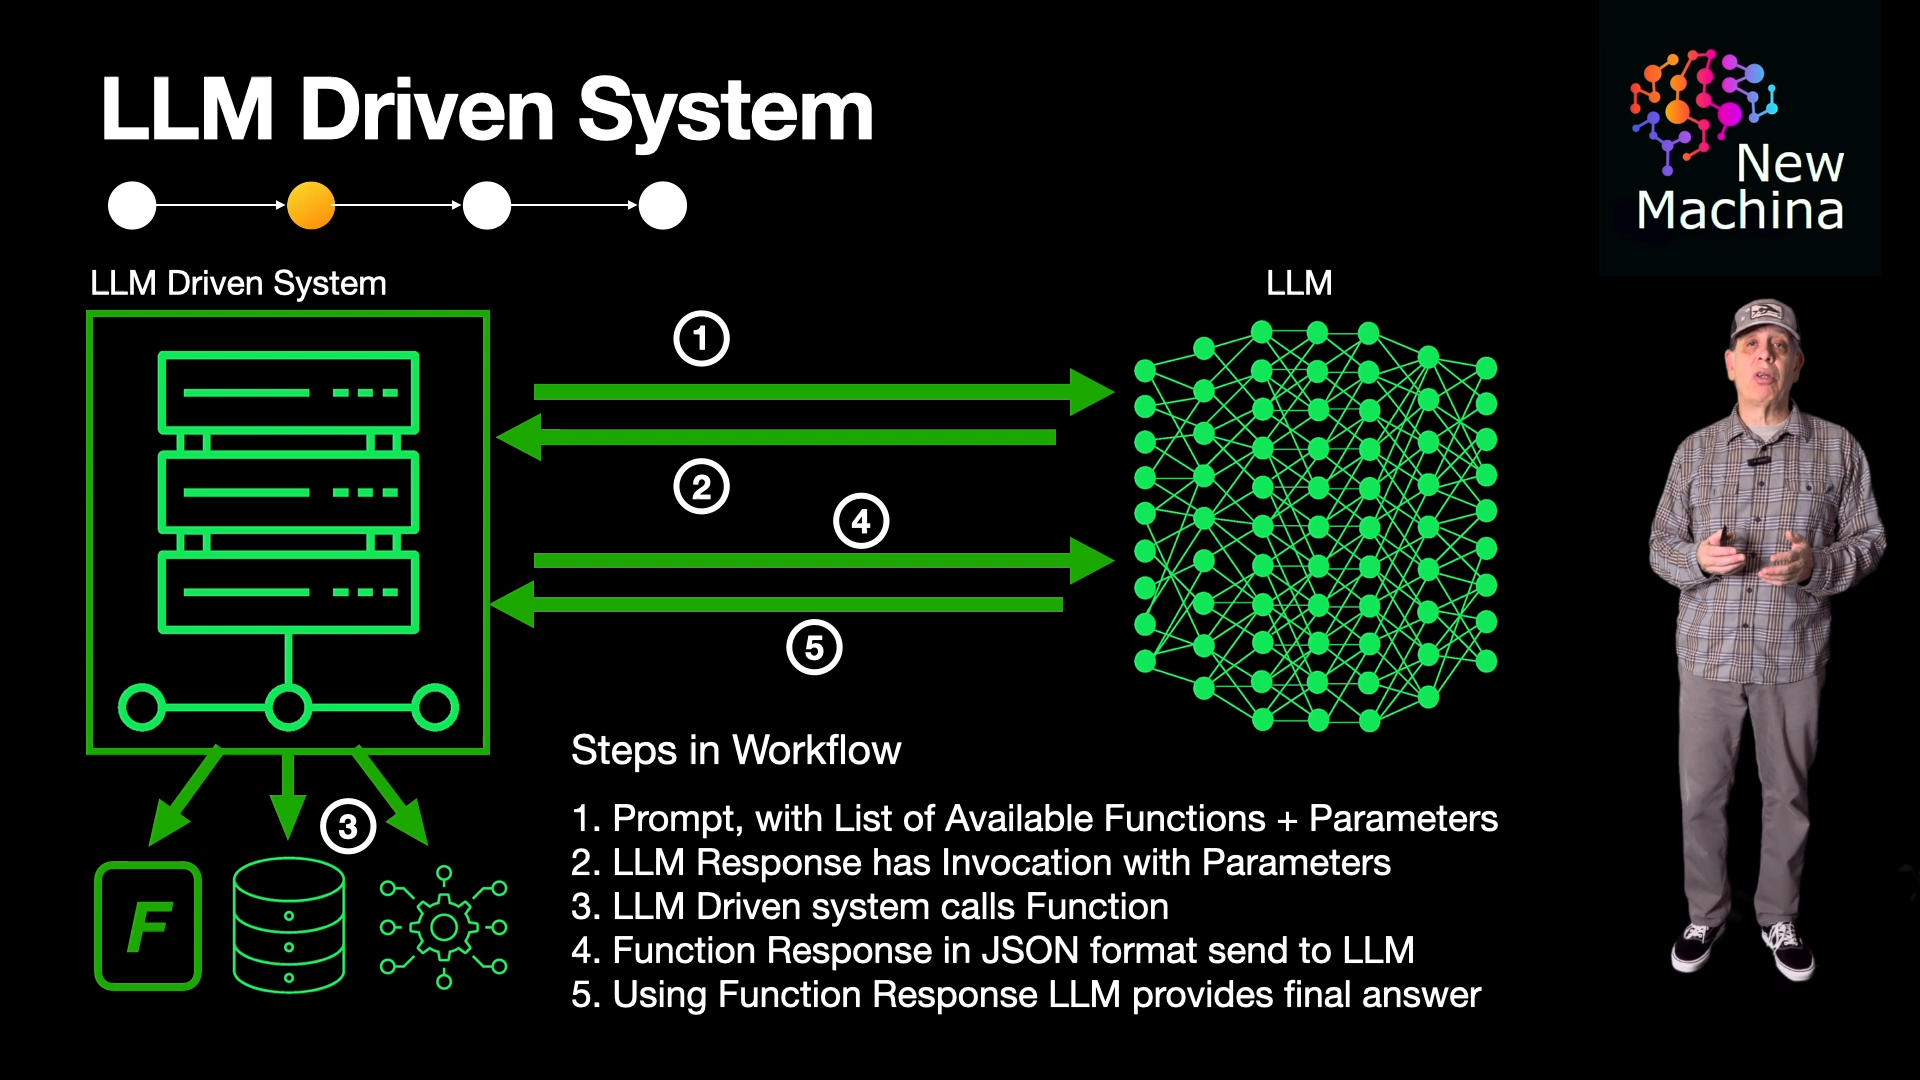 LLM Driven System
New
Machina
LLM Driven System
LLM
1
2
4
5
3
F
Steps in Workflow
1. Prompt, with List of Available Functions + Parameters
2. LLM Response has Invocation with Parameters
3. LLM Driven system calls Function
4. Function Response in JSON format send to LLM
5. Using Function Response LLM provides final answer